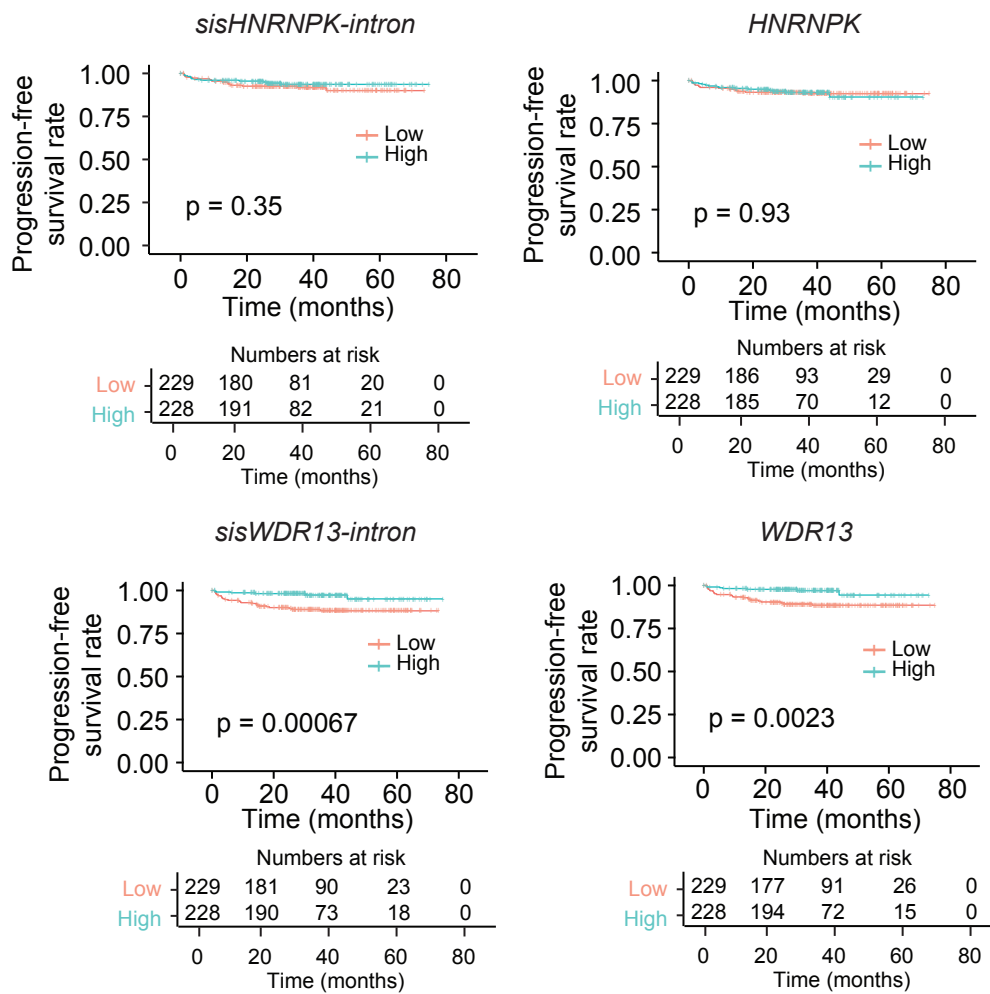 sisHNRNPK-intron
Progression-free
survival rate
1.00
0.75
0.50
0.25
0.00
Low
High
p = 0.35
0 20 40 60 80
Time (months)
Numbers at risk
Low 229 180 81 20 0
High 228 191 82 21 0
0 20 40 60 80
Time (months)
HNRNPK
Progression-free
survival rate
1.00
0.75
0.50
0.25
0.00
Low
High
p = 0.93
0 20 40 60 80
Time (months)
Numbers at risk
Low 229 186 93 29 0
High 228 185 70 12 0
0 20 40 60 80
Time (months)
sisWDR13-intron
Progression-free
survival rate
1.00
0.75
0.50
0.25
0.00
Low
High
p = 0.00067
0 20 40 60 80
Time (months)
Numbers at risk
Low 229 181 90 23 0
High 228 190 73 18 0
0 20 40 60 80
Time (months)
WDR13
Progression-free
survival rate
1.00
0.75
0.50
0.25
0.00
Low
High
p = 0.0023
0 20 40 60 80
Time (months)
Numbers at risk
Low 229 177 91 26 0
High 228 194 72 15 0
0 20 40 60 80
Time (months)